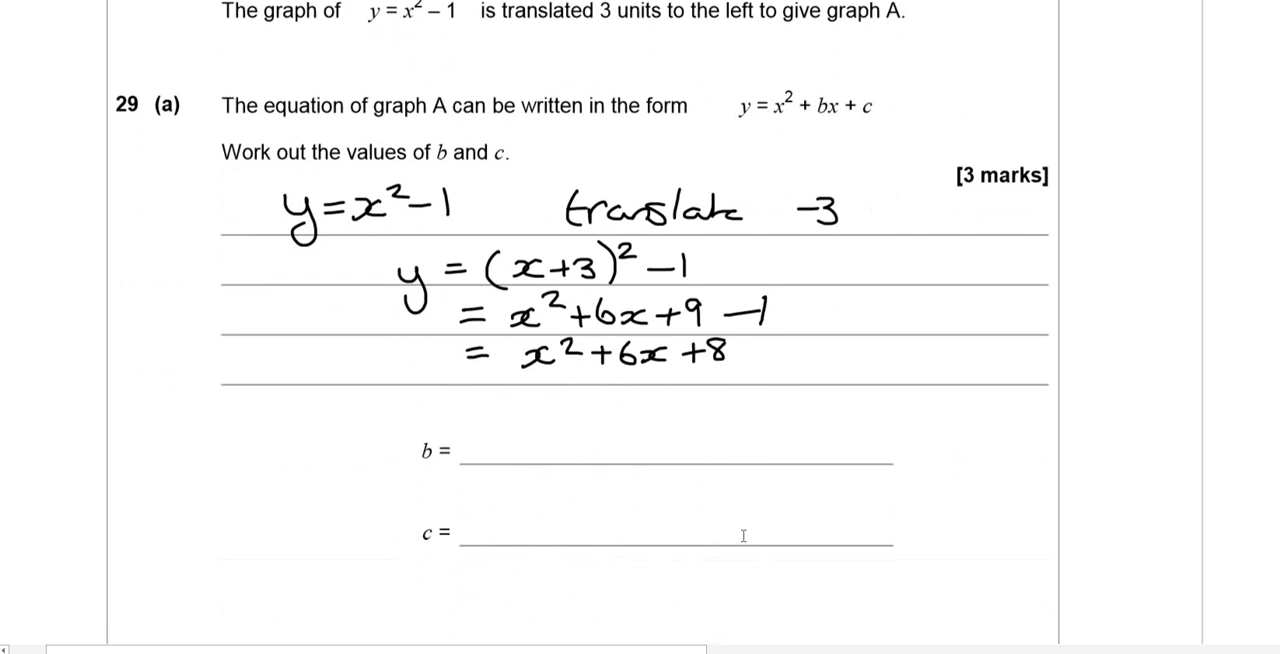 The graph of y = x² – 1 is translated 3 units to the left to give graph A.
29 (a) The equation of graph A can be written in the form y = x² + bx + c
Work out the values of b and c.
[3 marks]
y = x² – 1 translate –3
y = (x+3)² – 1
= x² + 6x + 9 – 1
= x² + 6x + 8
b =
c =